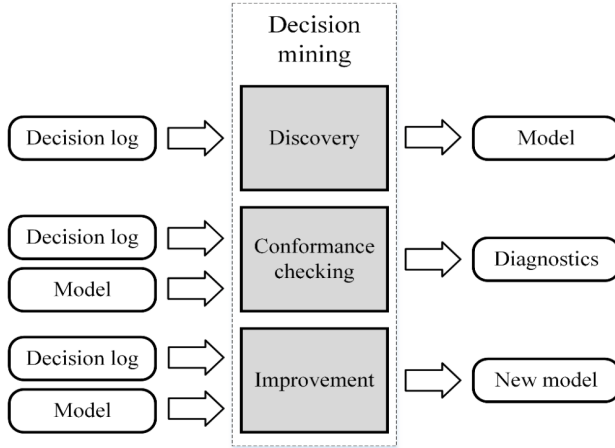 Decision
mining
Decision log
Discovery
Model
Decision log
Model
Conformance
checking
Diagnostics
Decision log
Model
Improvement
New model